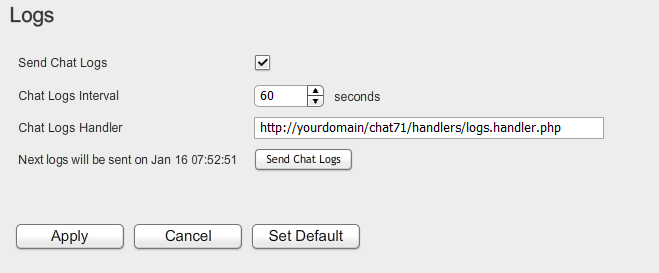 Logs
Send Chat Logs
Chat Logs Interval 60 seconds
Chat Logs Handler http://yourdomain/chat71/handlers/logs.handler.php
Next logs will be sent on Jan 16 07:52:51 Send Chat Logs
Apply Cancel Set Default